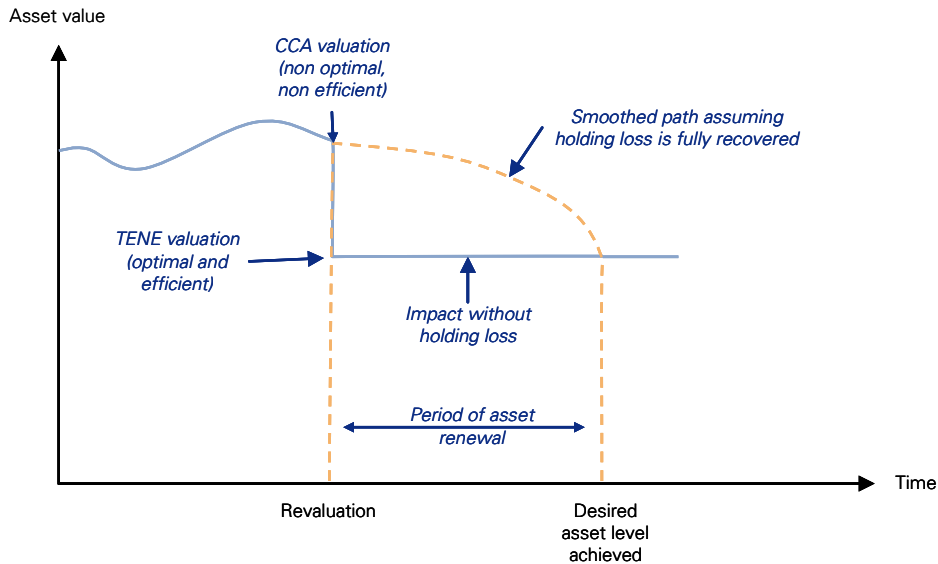 Asset value
CCA valuation
(non optimal,
non efficient)
Smoothed path assuming
holding loss is fully recovered
TENE valuation
(optimal and
efficient)
Impact without
holding loss
Period of asset
renewal
Time
Revaluation
Desired
asset level
achieved